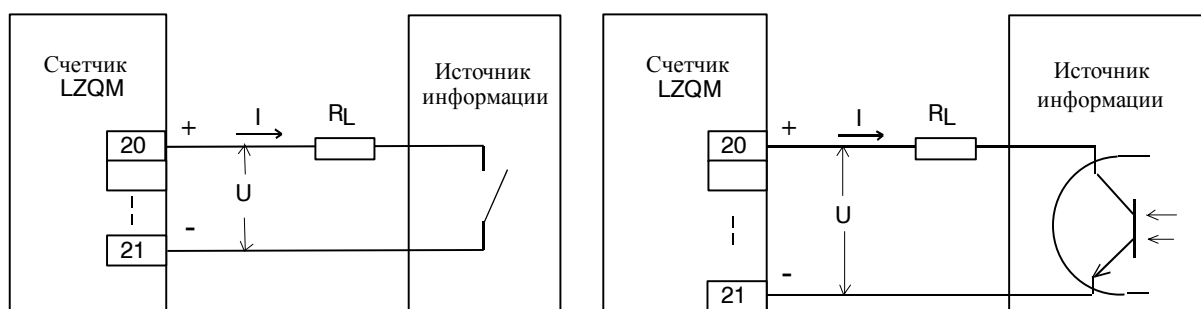 Счетчик
LZQM
20
21
+
-
I
U
RL
Источник
информации
Счетчик
LZQM
20
21
+
-
I
U
RL
Источник
информации